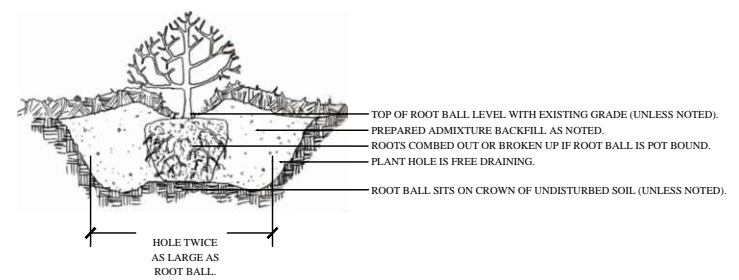 TOP OF ROOT BALL LEVEL WITH EXISTING GRADE (UNLESS NOTED).
PREPARED ADMIXTURE BACKFILL AS NOTED.
ROOTS COMBED OUT OR BROKEN UP IF ROOT BALL IS POT BOUND.
PLANT HOLE IS FREE DRAINING.
ROOT BALL SITS ON CROWN OF UNDISTURBED SOIL (UNLESS NOTED).
HOLE TWICE
AS LARGE AS
ROOT BALL.